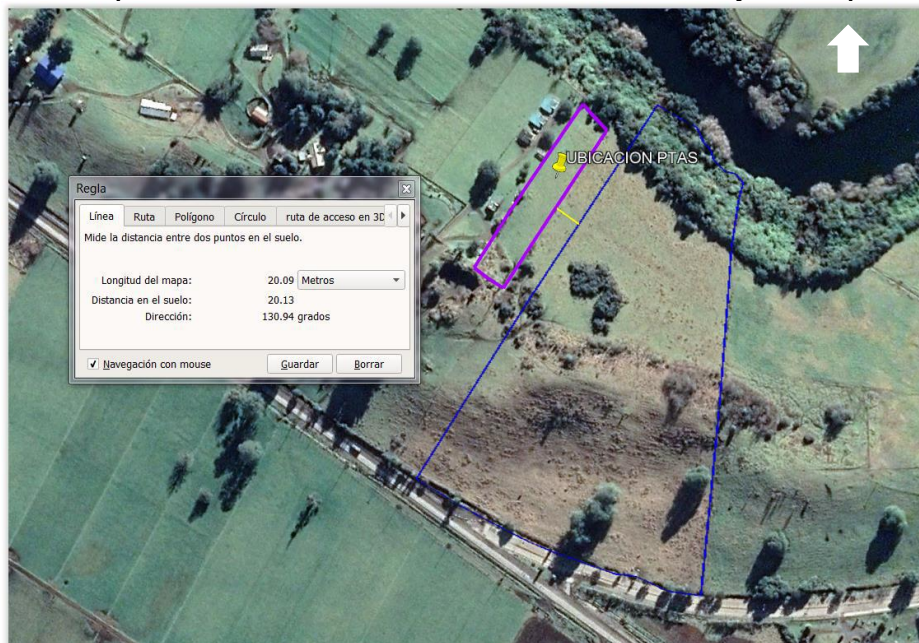 UBICACION PTAS
Regla
Línea Ruta Polígono Círculo ruta de acceso en 3D
Mide la distancia entre dos puntos en el suelo.
Longitud del mapa: 20.09 Metros
Distancia en el suelo: 20.13
Dirección: 130.94 grados
Navegación con mouse Guardar Borrar